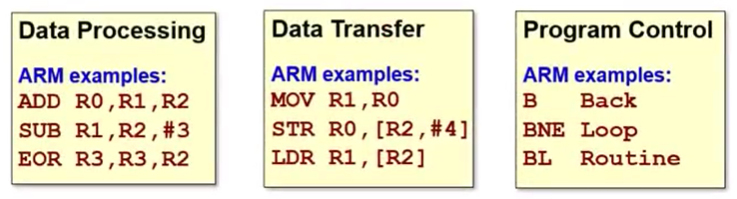 Data Processing
ARM examples:
ADD R0,R1,R2
SUB R1,R2,#3
EOR R3,R3,R2
Data Transfer
ARM examples:
MOV R1,R0
STR R0,[R2,#4]
LDR R1,[R2]
Program Control
ARM examples:
B Back
BNE Loop
BL Routine